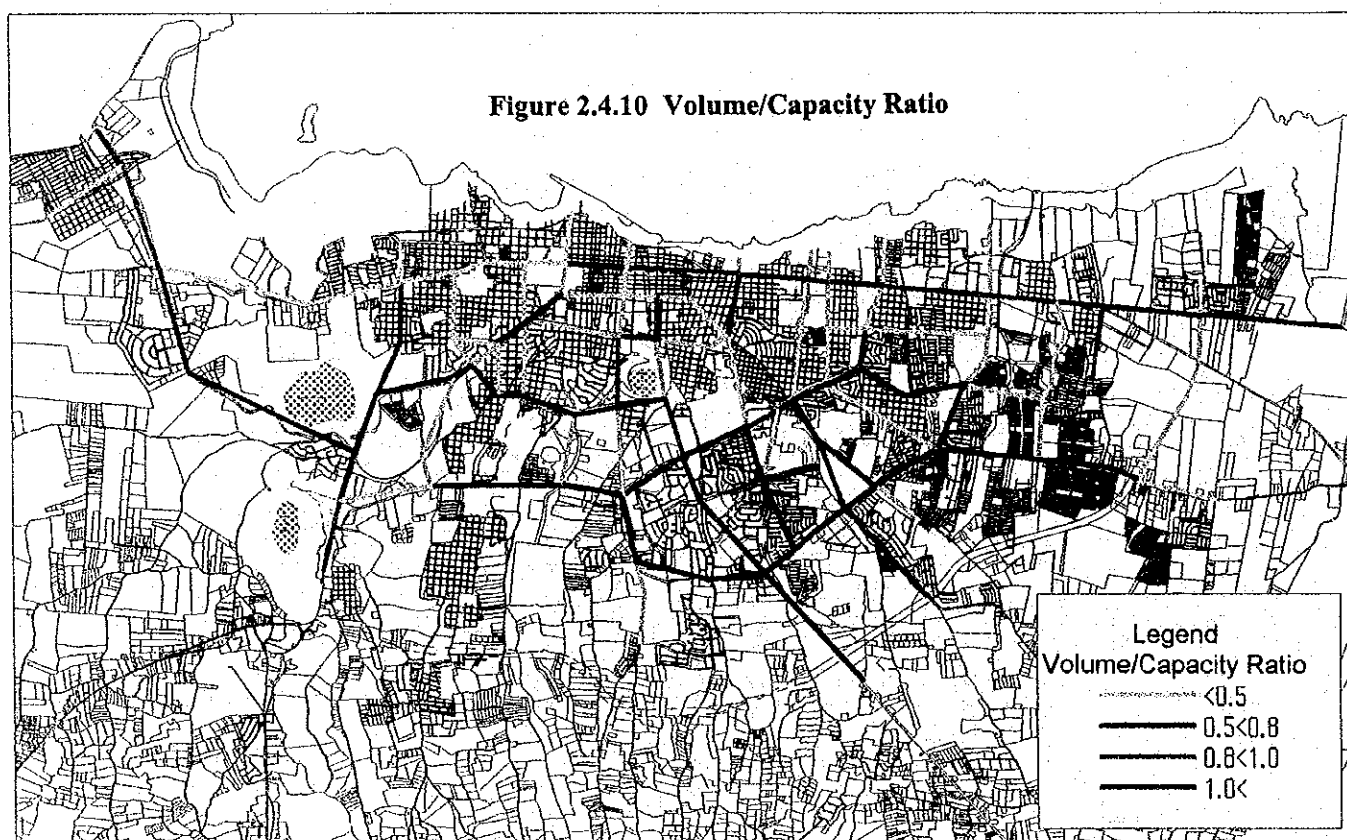 Figure 2.4.10 Volume/Capacity Ratio
Legend
Volume/Capacity Ratio
<0.5
0.5<0.8
0.8<1.0
1.0<